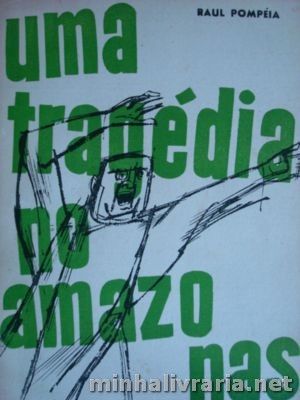 RAUL POMPÉIA
uma
tragédia
no
amazo
nas
minhalivraria.net